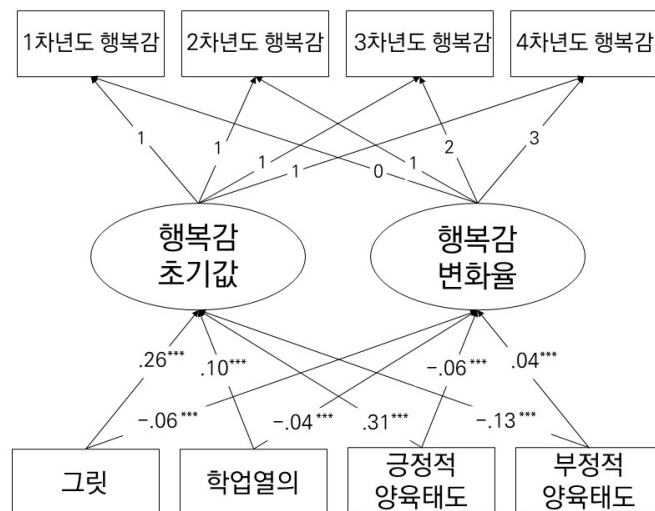 1차년도 행복감 2차년도 행복감 3차년도 행복감 4차년도 행복감
1 1 1 1 0 1 2 3
행복감
초기값
행복감
변화율
.26*** .10*** -.06*** .04***
-.06*** -.04*** .31*** -.13***
그릿
학업열의
긍정적
양육태도
부정적
양육태도